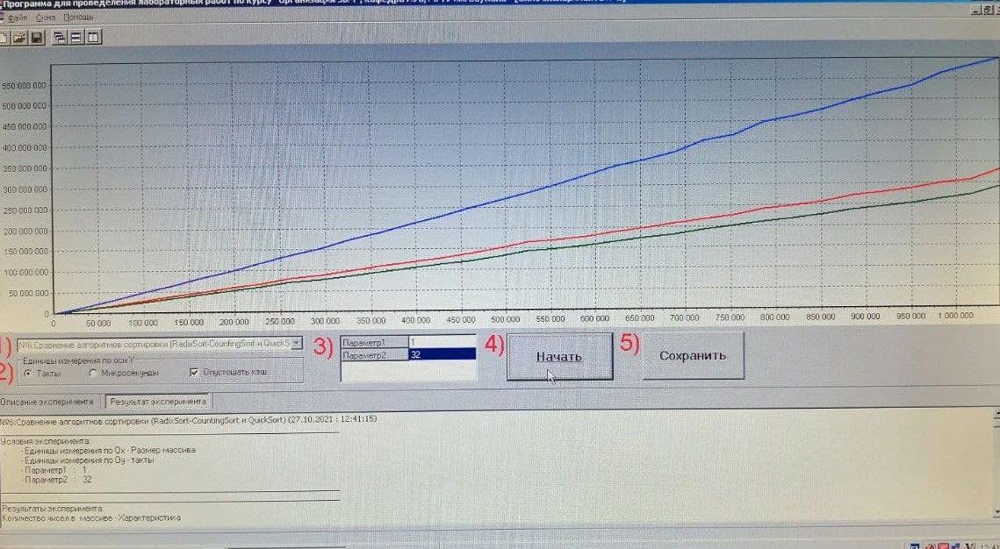 Программа для проведения лабораторных работ по курсу
Файл Окна Помощь
550 000 000
500 000 000
450 000 000
400 000 000
350 000 000
300 000 000
250 000 000
200 000 000
150 000 000
100 000 000
50 000 000
0
0 50 000 100 000 150 000 200 000 250 000 300 000 350 000 400 000 450 000 500 000 550 000 600 000 650 000 700 000 750 000 800 000 850 000 900 000 950 000 1 000 000
1) №6.Сравнение алгоритмов сортировки (RadixSort-CountingSort и QuickS
2) Единицы измерения по оси Y
Такты Микросекунды Опустошать кэш
3) Параметр1 1
Параметр2 32
4) Начать
5) Сохранить
Описание эксперимента Результат эксперимента
№6:Сравнение алгоритмов сортировки (RadixSort-CountingSort и QuickSort) (27.10.2021 : 12:41:15)
Условия эксперимента:
- Единицы измерения по Ox - Размер массива
- Единицы измерения по Oy - такты
- Параметр1 : 1
- Параметр2 : 32
Результаты эксперимента
Количество чисел в массиве - Характеристика